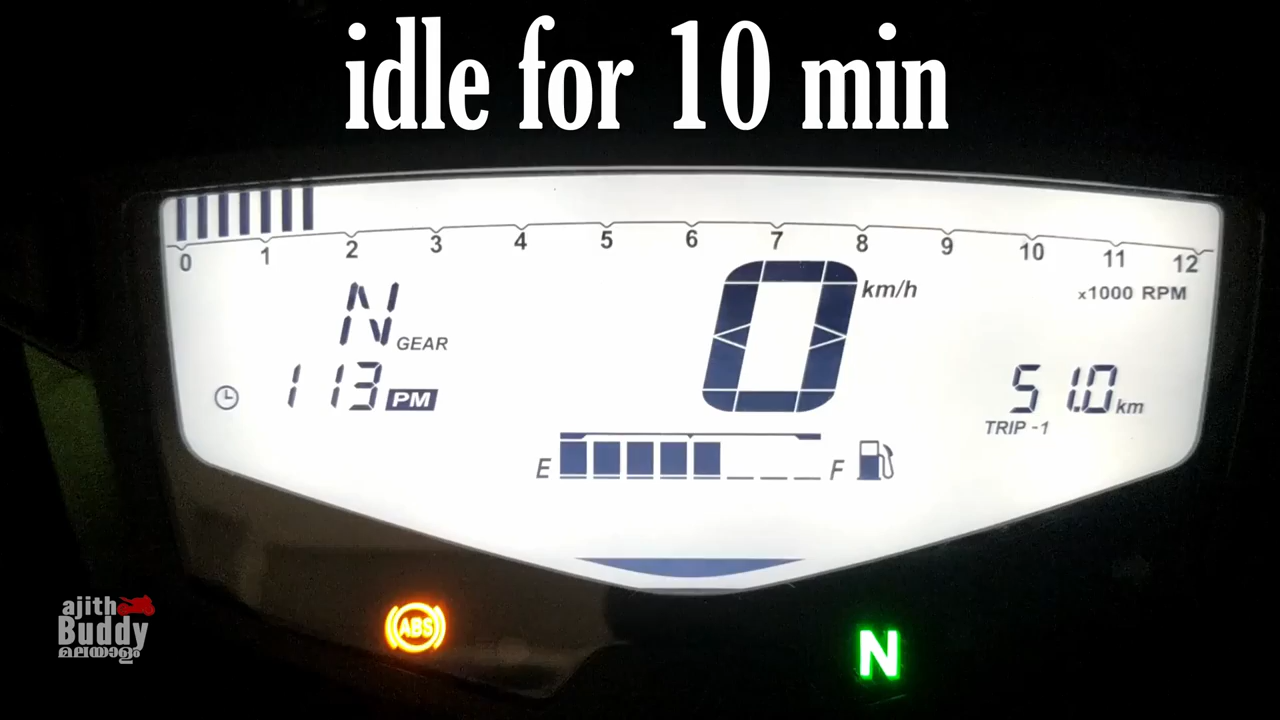 idle for 10 min
0 1 2 3 4 5 6 7 8 9 10 11 12
x1000 RPM
N GEAR
0 km/h
1 13 PM
51.0 km
TRIP -1
E F
ABS
N
ajith
Buddy
മലയാളം